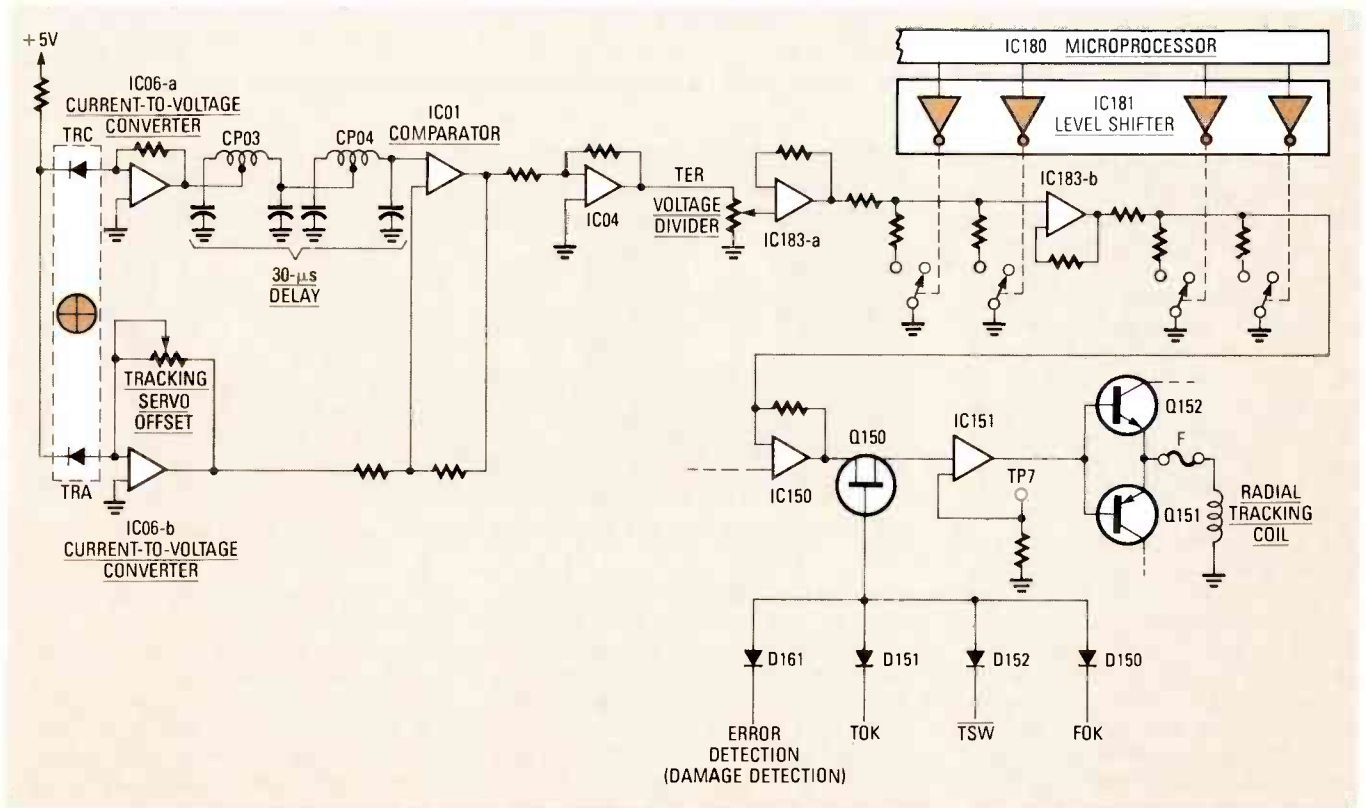 +5V
IC06-a
CURRENT-TO-VOLTAGE
CONVERTER
TRC
CP03
CP04
IC01
COMPARATOR
30-μs
DELAY
TRACKING
SERVO
OFFSET
TRA
IC06-b
CURRENT-TO-VOLTAGE
CONVERTER
IC04
TER
VOLTAGE
DIVIDER
IC183-a
IC180 MICROPROCESSOR
IC181
LEVEL SHIFTER
IC183-b
IC150
Q150
IC151
TP7
Q152
F
Q151
RADIAL
TRACKING
COIL
D161
D151
D152
D150
ERROR
DETECTION
(DAMAGE DETECTION)
TOK
TSW
FOK